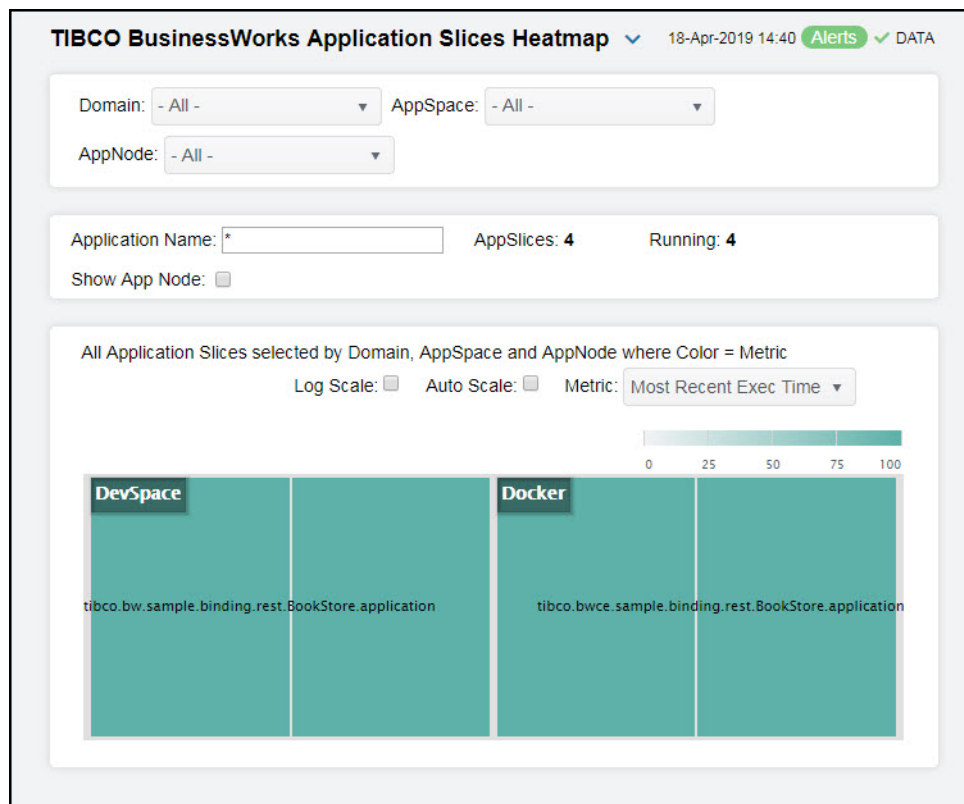 TIBCO BusinessWorks Application Slices Heatmap 18-Apr-2019 14:40 Alerts DATA
Domain: - All - AppSpace: - All -
AppNode: - All -
Application Name: * AppSlices: 4 Running: 4
Show App Node:
All Application Slices selected by Domain, AppSpace and AppNode where Color = Metric
Log Scale: Auto Scale: Metric: Most Recent Exec Time
0 25 50 75 100
DevSpace Docker
tibco.bw.sample.binding.rest.BookStore.application tibco.bwce.sample.binding.rest.BookStore.application